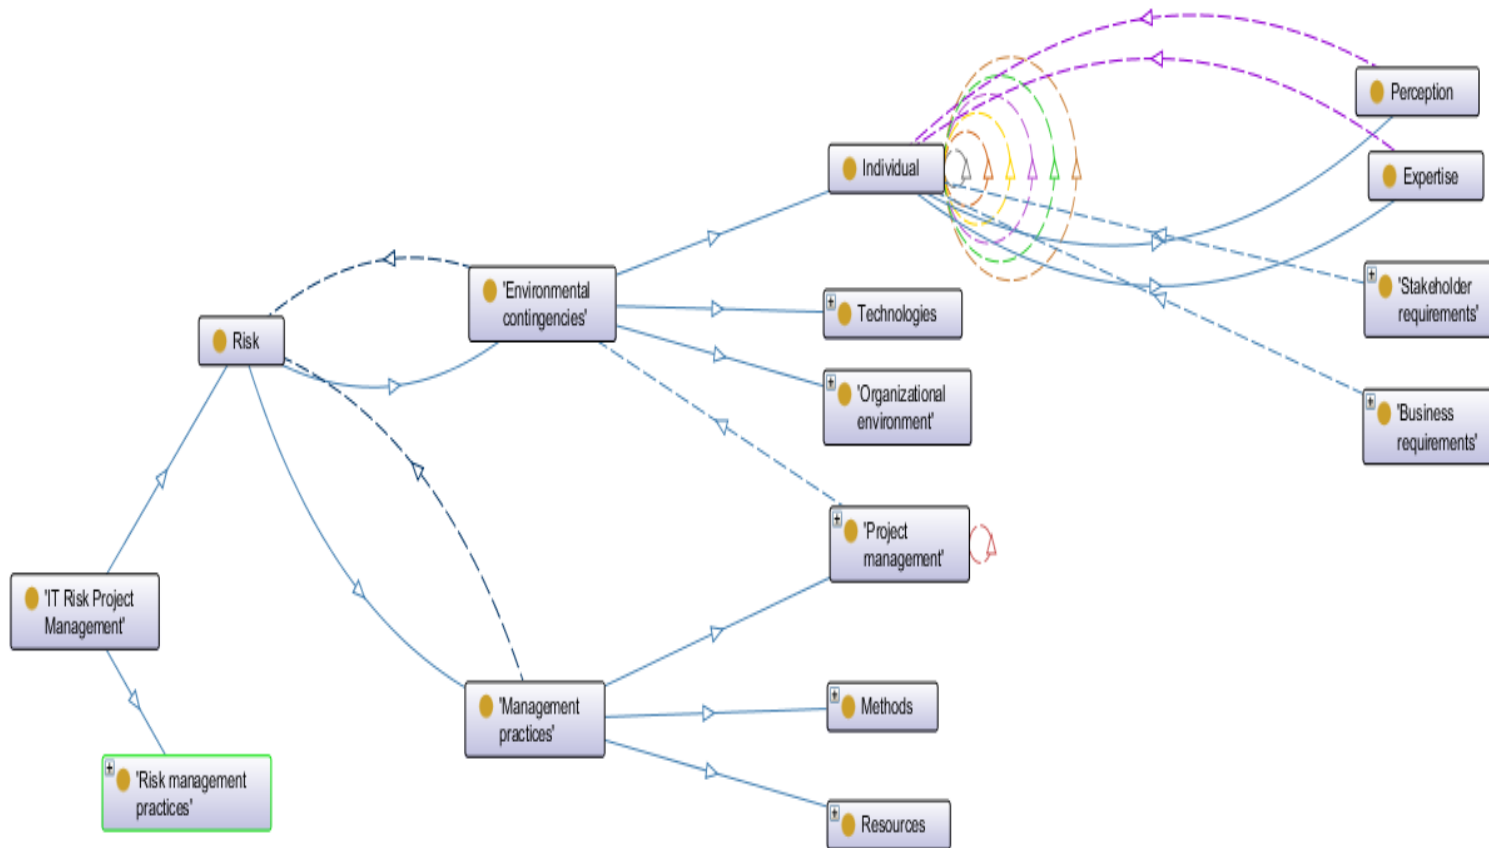 Perception
Individual
Expertise
'Environmental
contingencies'
'Stakeholder
requirements'
Technologies
Risk
'Organizational
environment'
'Business
requirements'
'Project
management'
'IT Risk Project
Management'
'Management
practices'
Methods
'Risk management
practices'
Resources